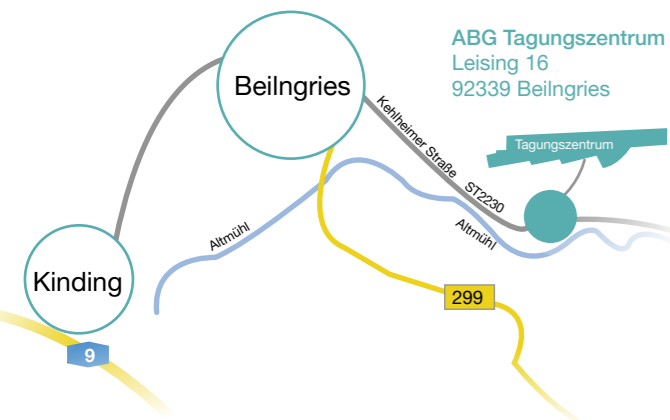 ABG Tagungszentrum
Leising 16
92339 Beilngries
Beilngries
Kehlheimer Straße ST2230
Tagungszentrum
Altmühl
Altmühl
Kinding
299
9